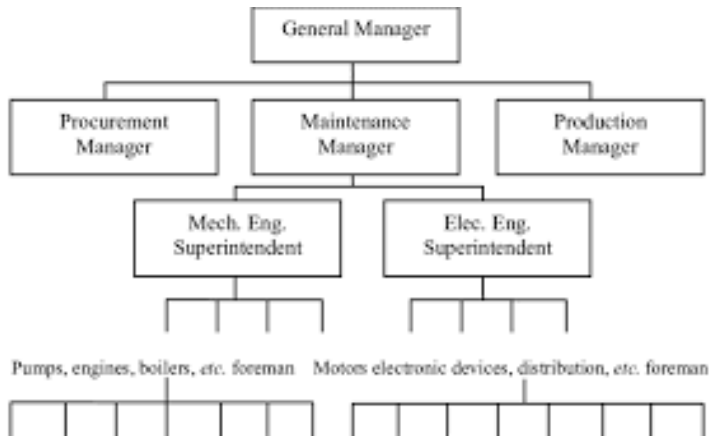 General Manager
Procurement
Manager
Maintenance
Manager
Production
Manager
Mech. Eng.
Superintendent
Elec. Eng.
Superintendent
Pumps, engines, boilers, etc. foreman
Motors electronic devices, distribution, etc. foreman